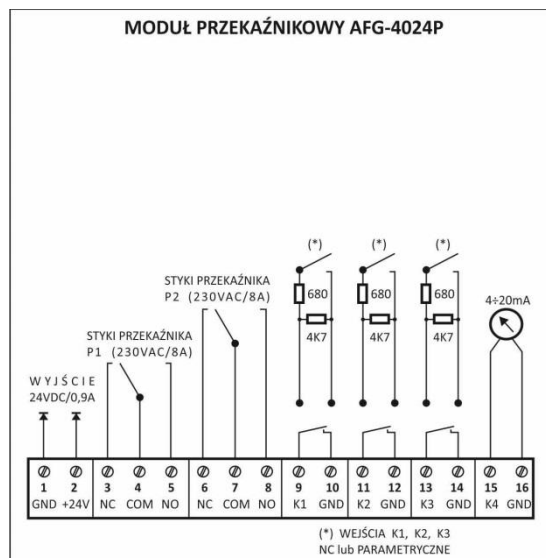 MODUŁ PRZEKAŹNIKOWY AFG-4024P
(*) (*) (*)
STYKI PRZEKAŹNIKA
P2 (230VAC/8A)
680 680 680
4÷20mA
4K7 4K7 4K7
STYKI PRZEKAŹNIKA
P1 (230VAC/8A)
WYJŚCIE
24VDC/0,9A
1 2 3 4 5 6 7 8 9 10 11 12 13 14 15 16
GND +24V NC COM NO NC COM NO K1 GND K2 GND K3 GND K4 GND
(*) WEJŚCIA K1, K2, K3
NC lub PARAMETRYCZNE